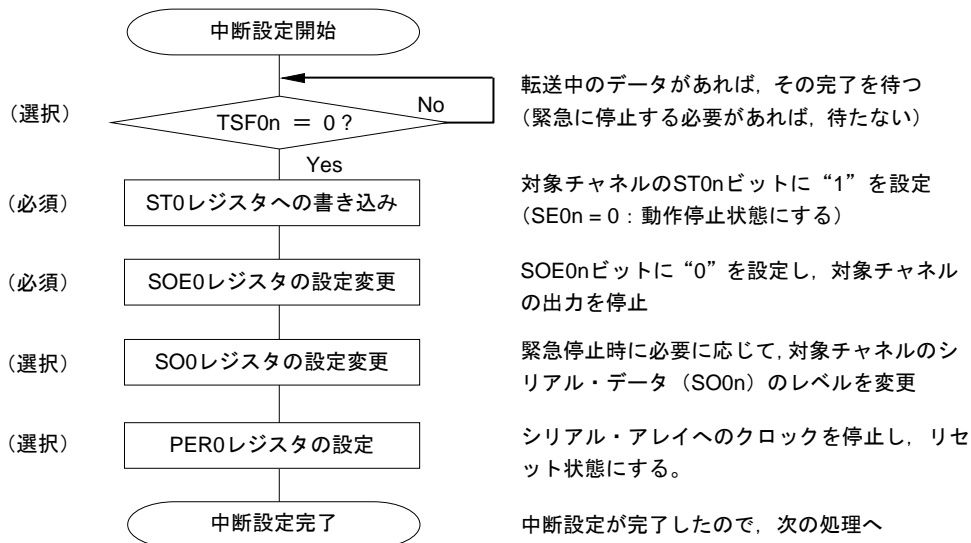 中断設定開始
転送中のデータがあれば，その完了を待つ
（緊急に停止する必要があれば，待たない）
（選択）
TSF0n ＝ 0？
No
Yes
（必須）
ST0レジスタへの書き込み
対象チャネルのST0nビットに“1”を設定
（SE0n = 0：動作停止状態にする）
（必須）
SOE0レジスタの設定変更
SOE0nビットに“0”を設定し，対象チャネル
の出力を停止
（選択）
SO0レジスタの設定変更
緊急停止時に必要に応じて，対象チャネルのシ
リアル・データ（SO0n）のレベルを変更
（選択）
PER0レジスタの設定
シリアル・アレイへのクロックを停止し，リセ
ット状態にする。
中断設定完了
中断設定が完了したので，次の処理へ